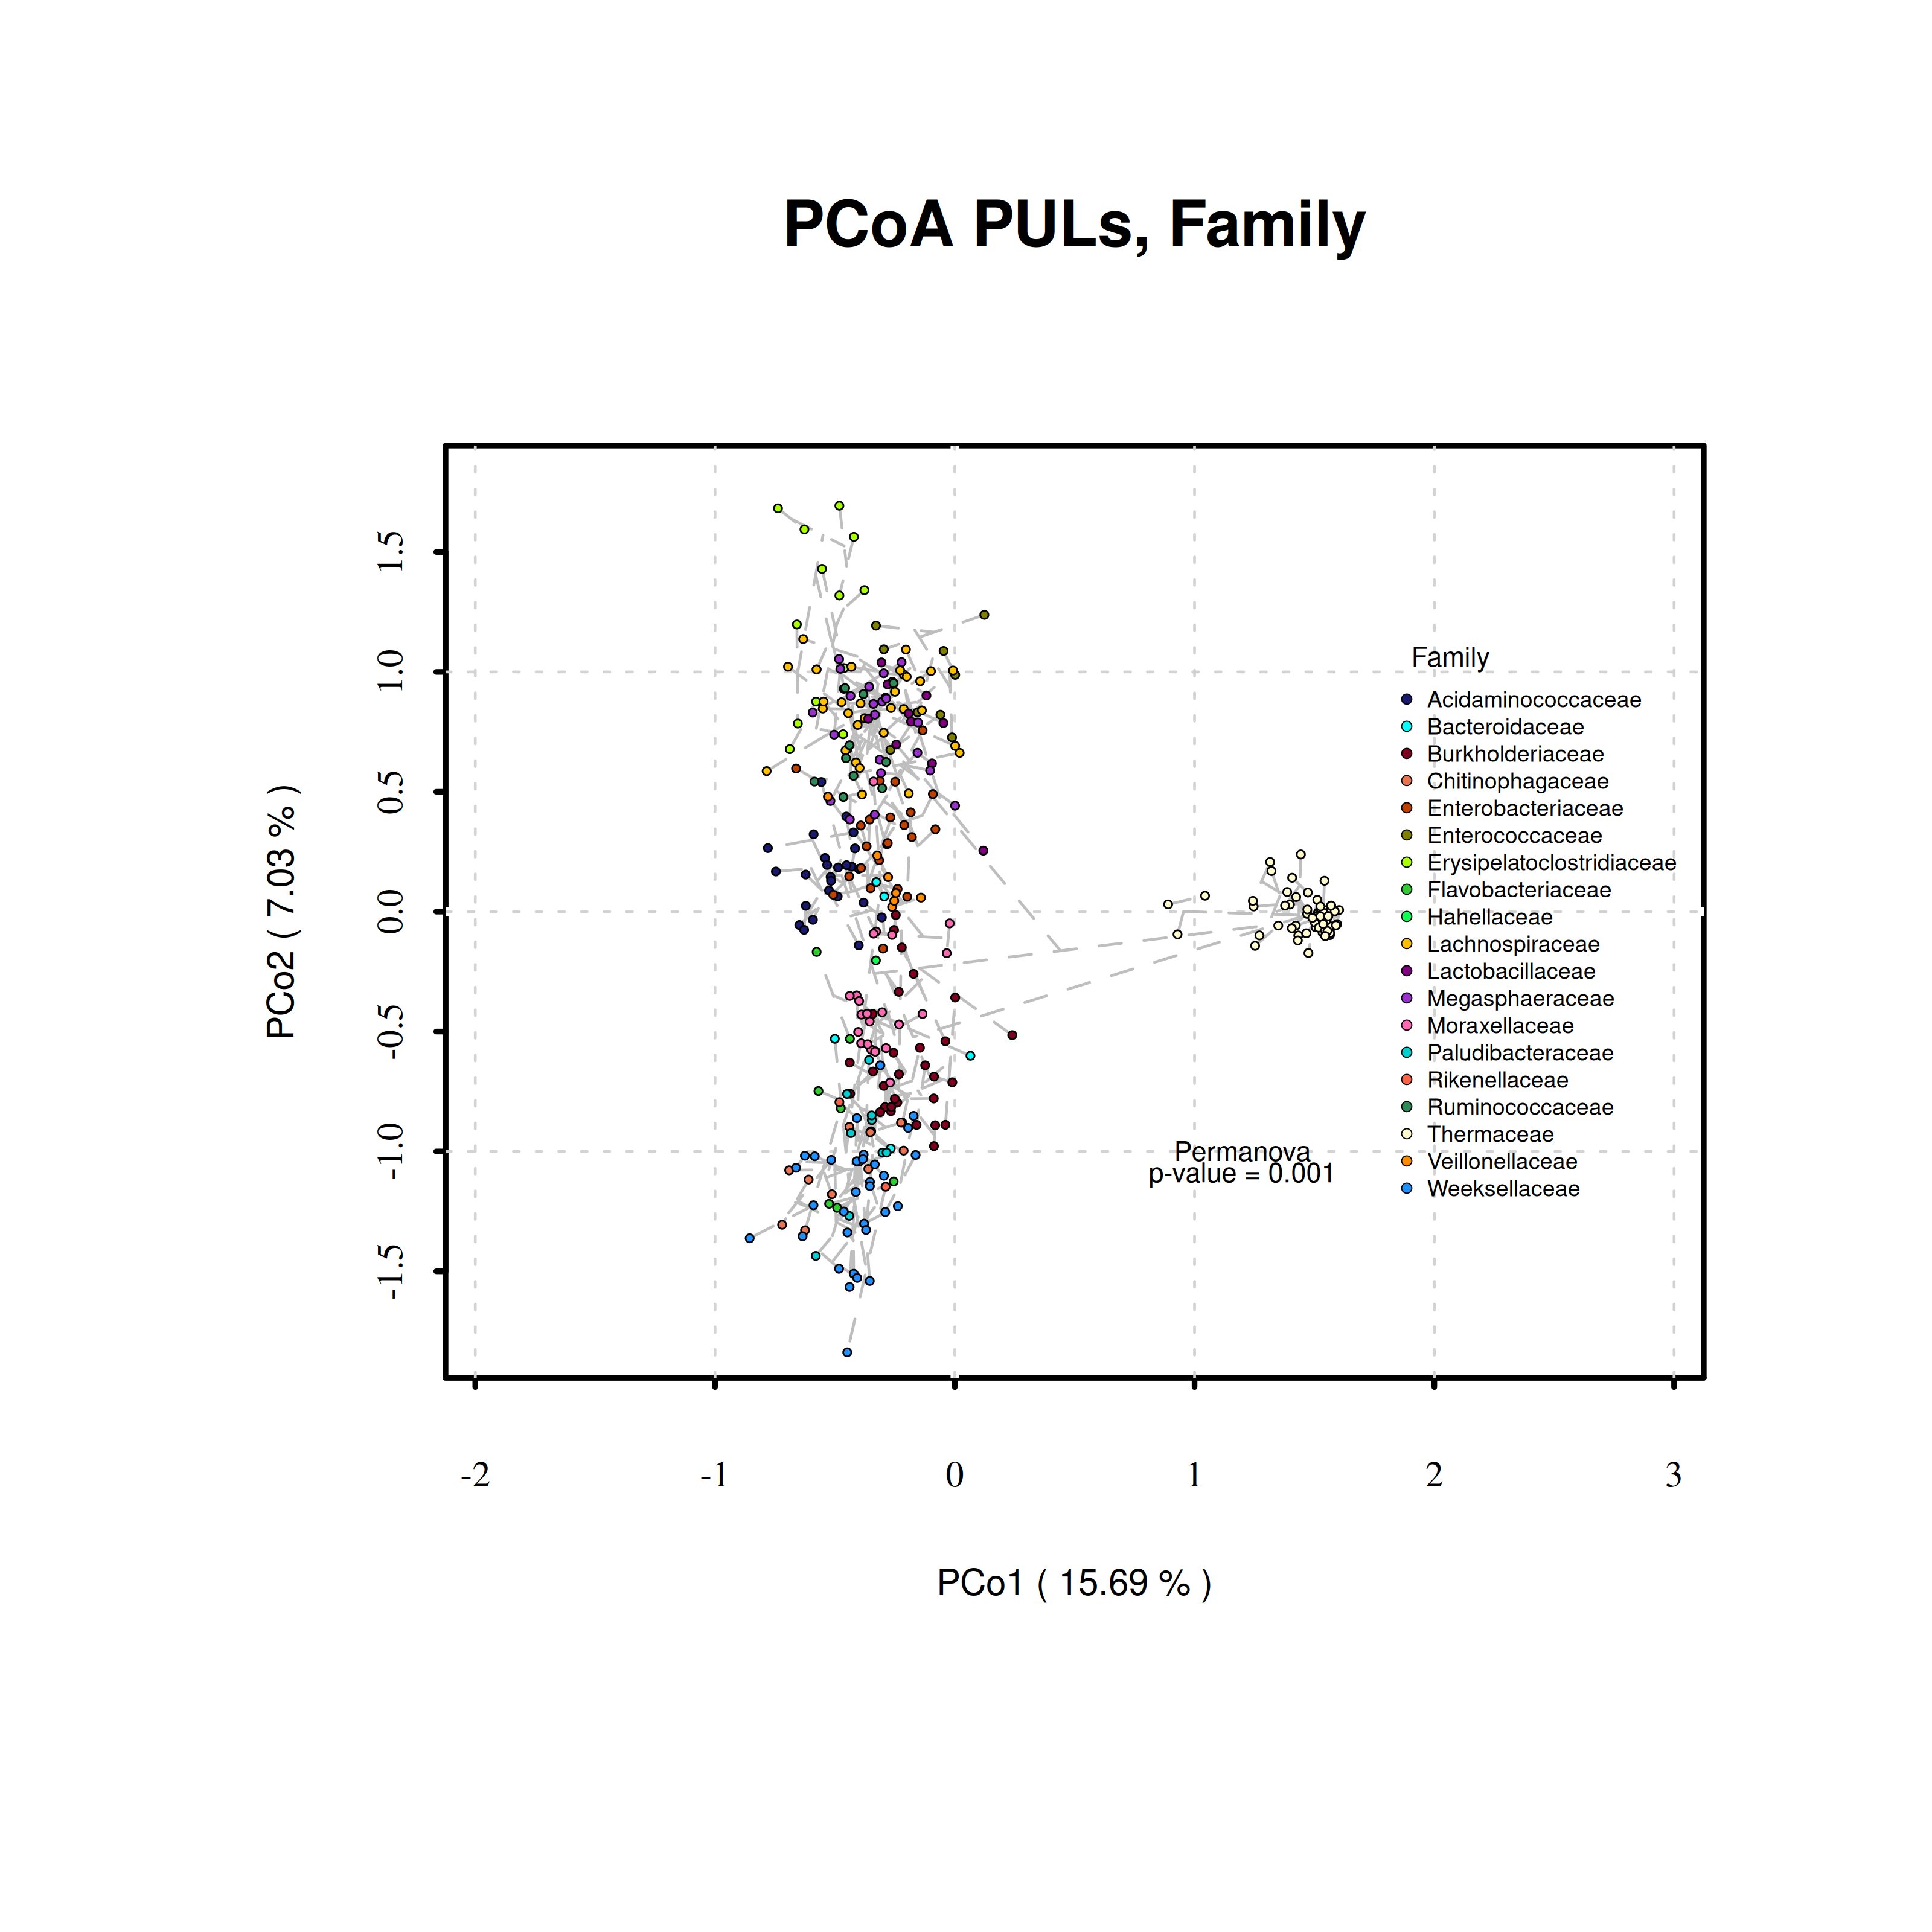 PCoA PULs, Family
PCo2 ( 7.03 % )
1.5
1.0
0.5
0.0
-0.5
-1.0
-1.5
Family
Acidaminococcaceae
Bacteroidaceae
Burkholderiaceae
Chitinophagaceae
Enterobacteriaceae
Enterococcaceae
Erysipelatoclostridiaceae
Flavobacteriaceae
Hahellaceae
Lachnospiraceae
Lactobacillaceae
Megasphaeraceae
Moraxellaceae
Paludibacteraceae
Rikenellaceae
Ruminococcaceae
Thermaceae
Veillonellaceae
Weeksellaceae
Permanova
p-value = 0.001
-2 -1 0 1 2 3
PCo1 ( 15.69 % )